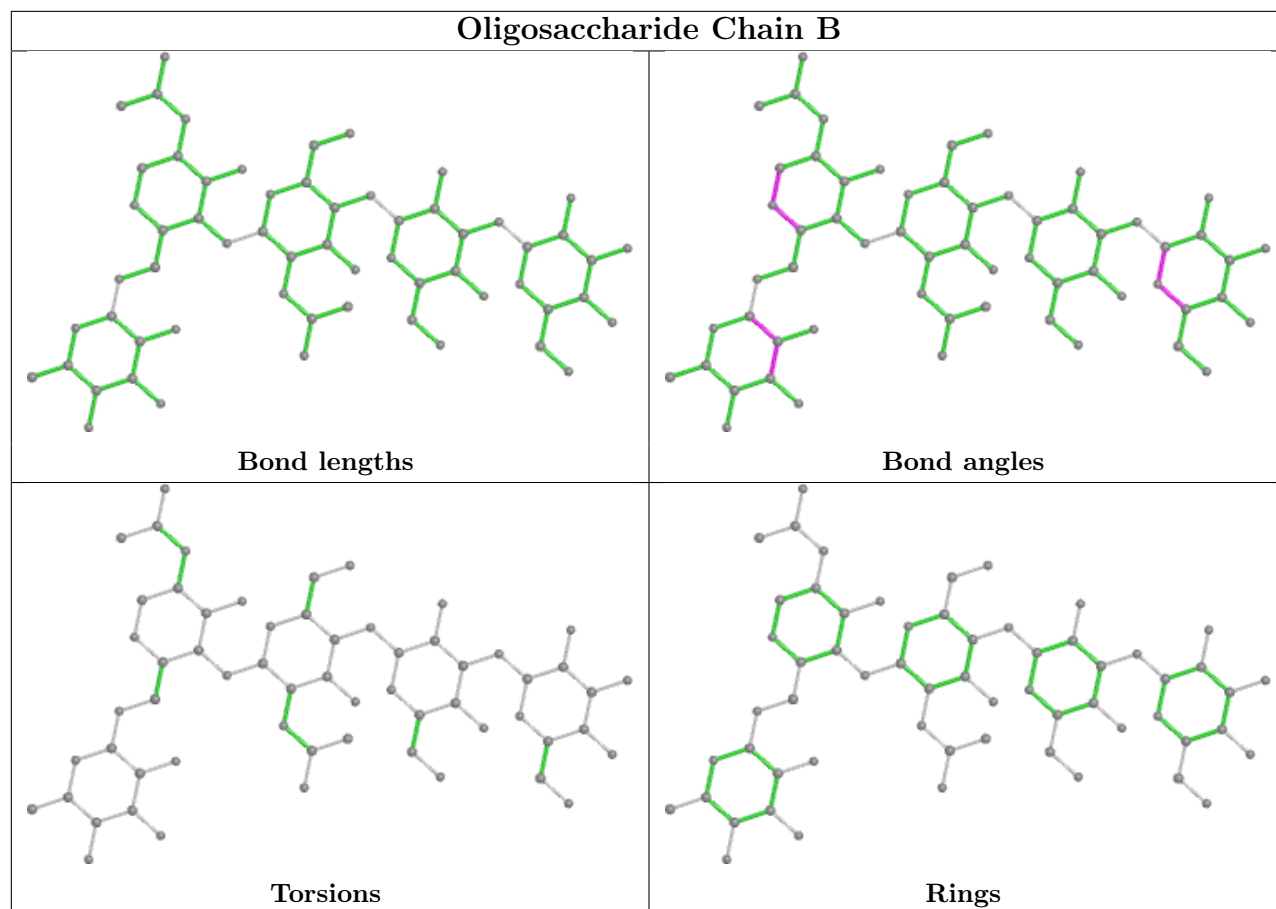 Oligosaccharide Chain B
Bond lengths
Bond angles
Torsions
Rings